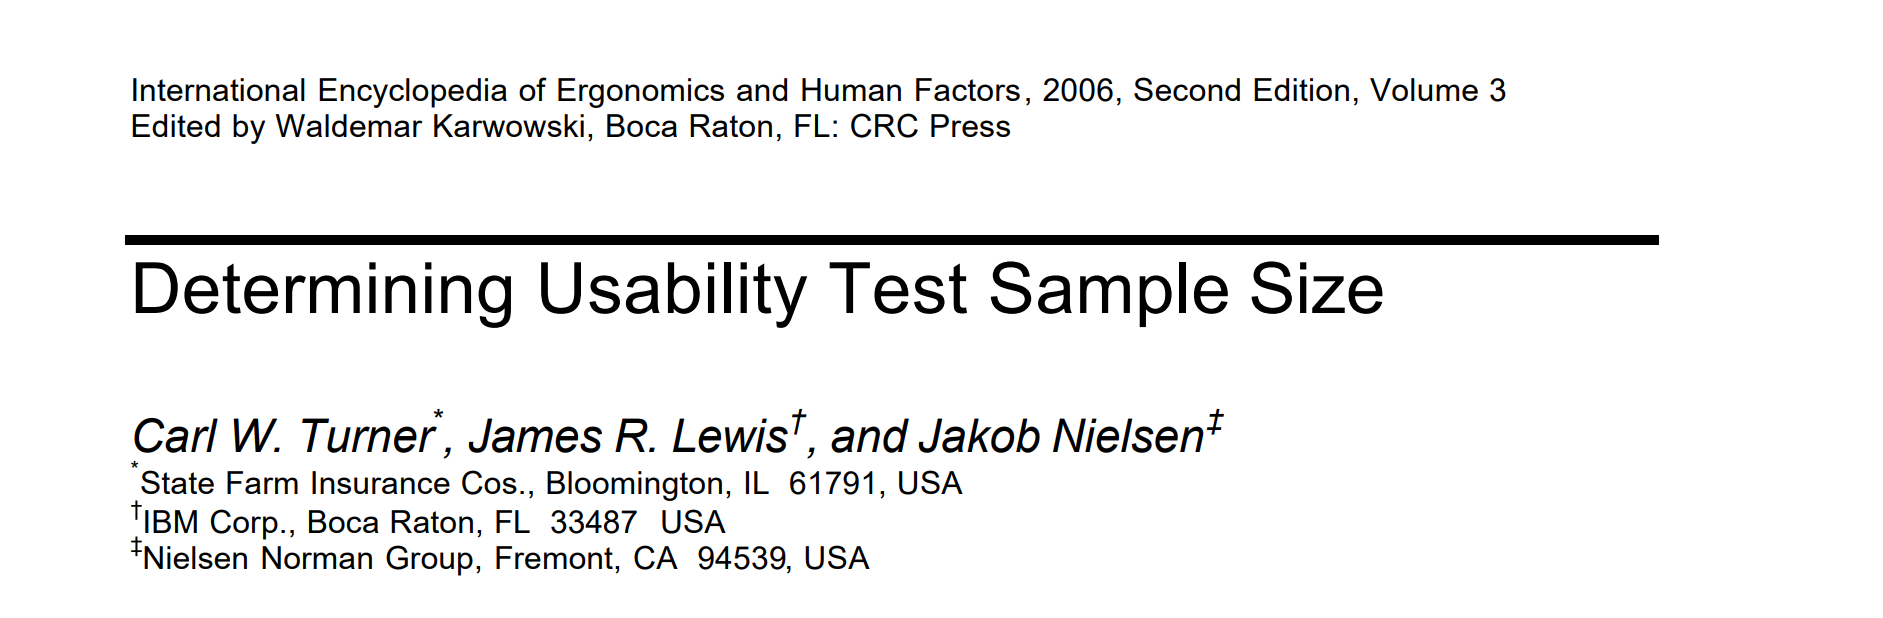 International Encyclopedia of Ergonomics and Human Factors, 2006, Second Edition, Volume 3
Edited by Waldemar Karwowski, Boca Raton, FL: CRC Press
Determining Usability Test Sample Size
Carl W. Turner*, James R. Lewis†, and Jakob Nielsen‡
*State Farm Insurance Cos., Bloomington, IL  61791, USA
†IBM Corp., Boca Raton, FL  33487  USA
‡Nielsen Norman Group, Fremont, CA  94539, USA